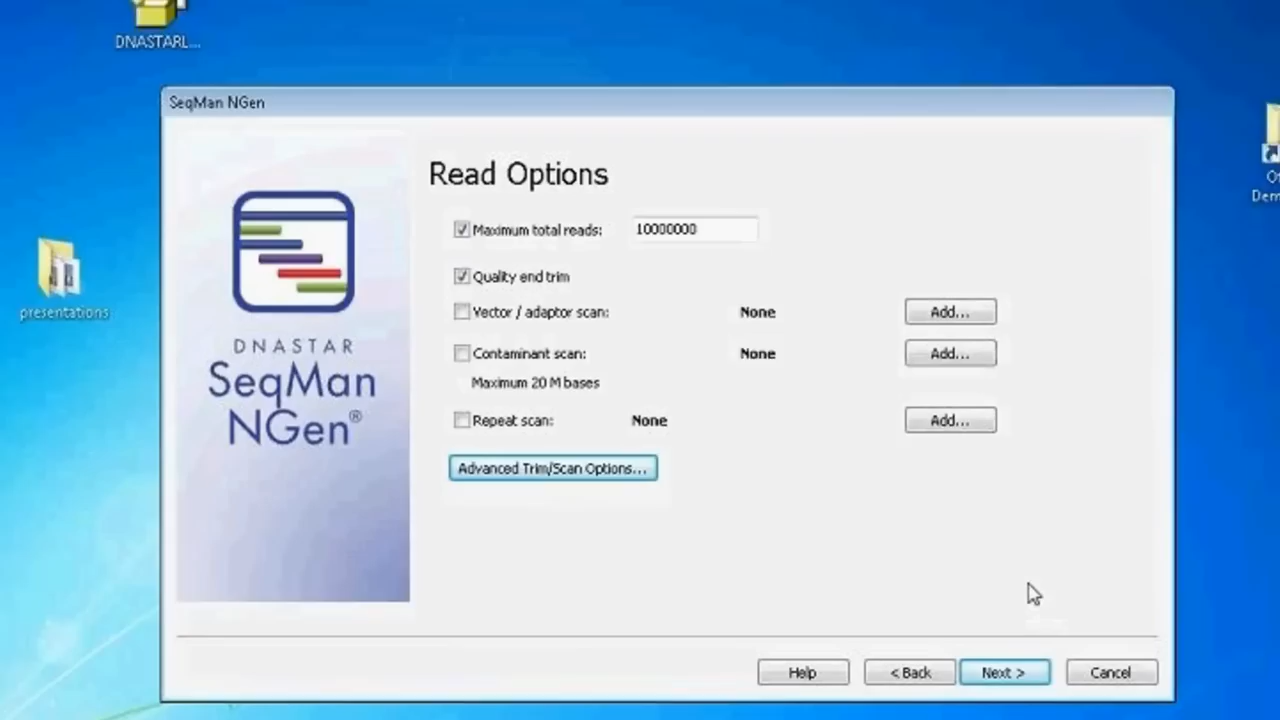 DNASTARL...
SeqMan NGen
Read Options
Maximum total reads: 10000000
Quality end trim
Vector / adaptor scan: None Add...
Contaminant scan: None Add...
Maximum 20 M bases
Repeat scan: None Add...
Advanced Trim/Scan Options...
DNASTAR
SeqMan
NGen®
presentations
Help < Back Next > Cancel